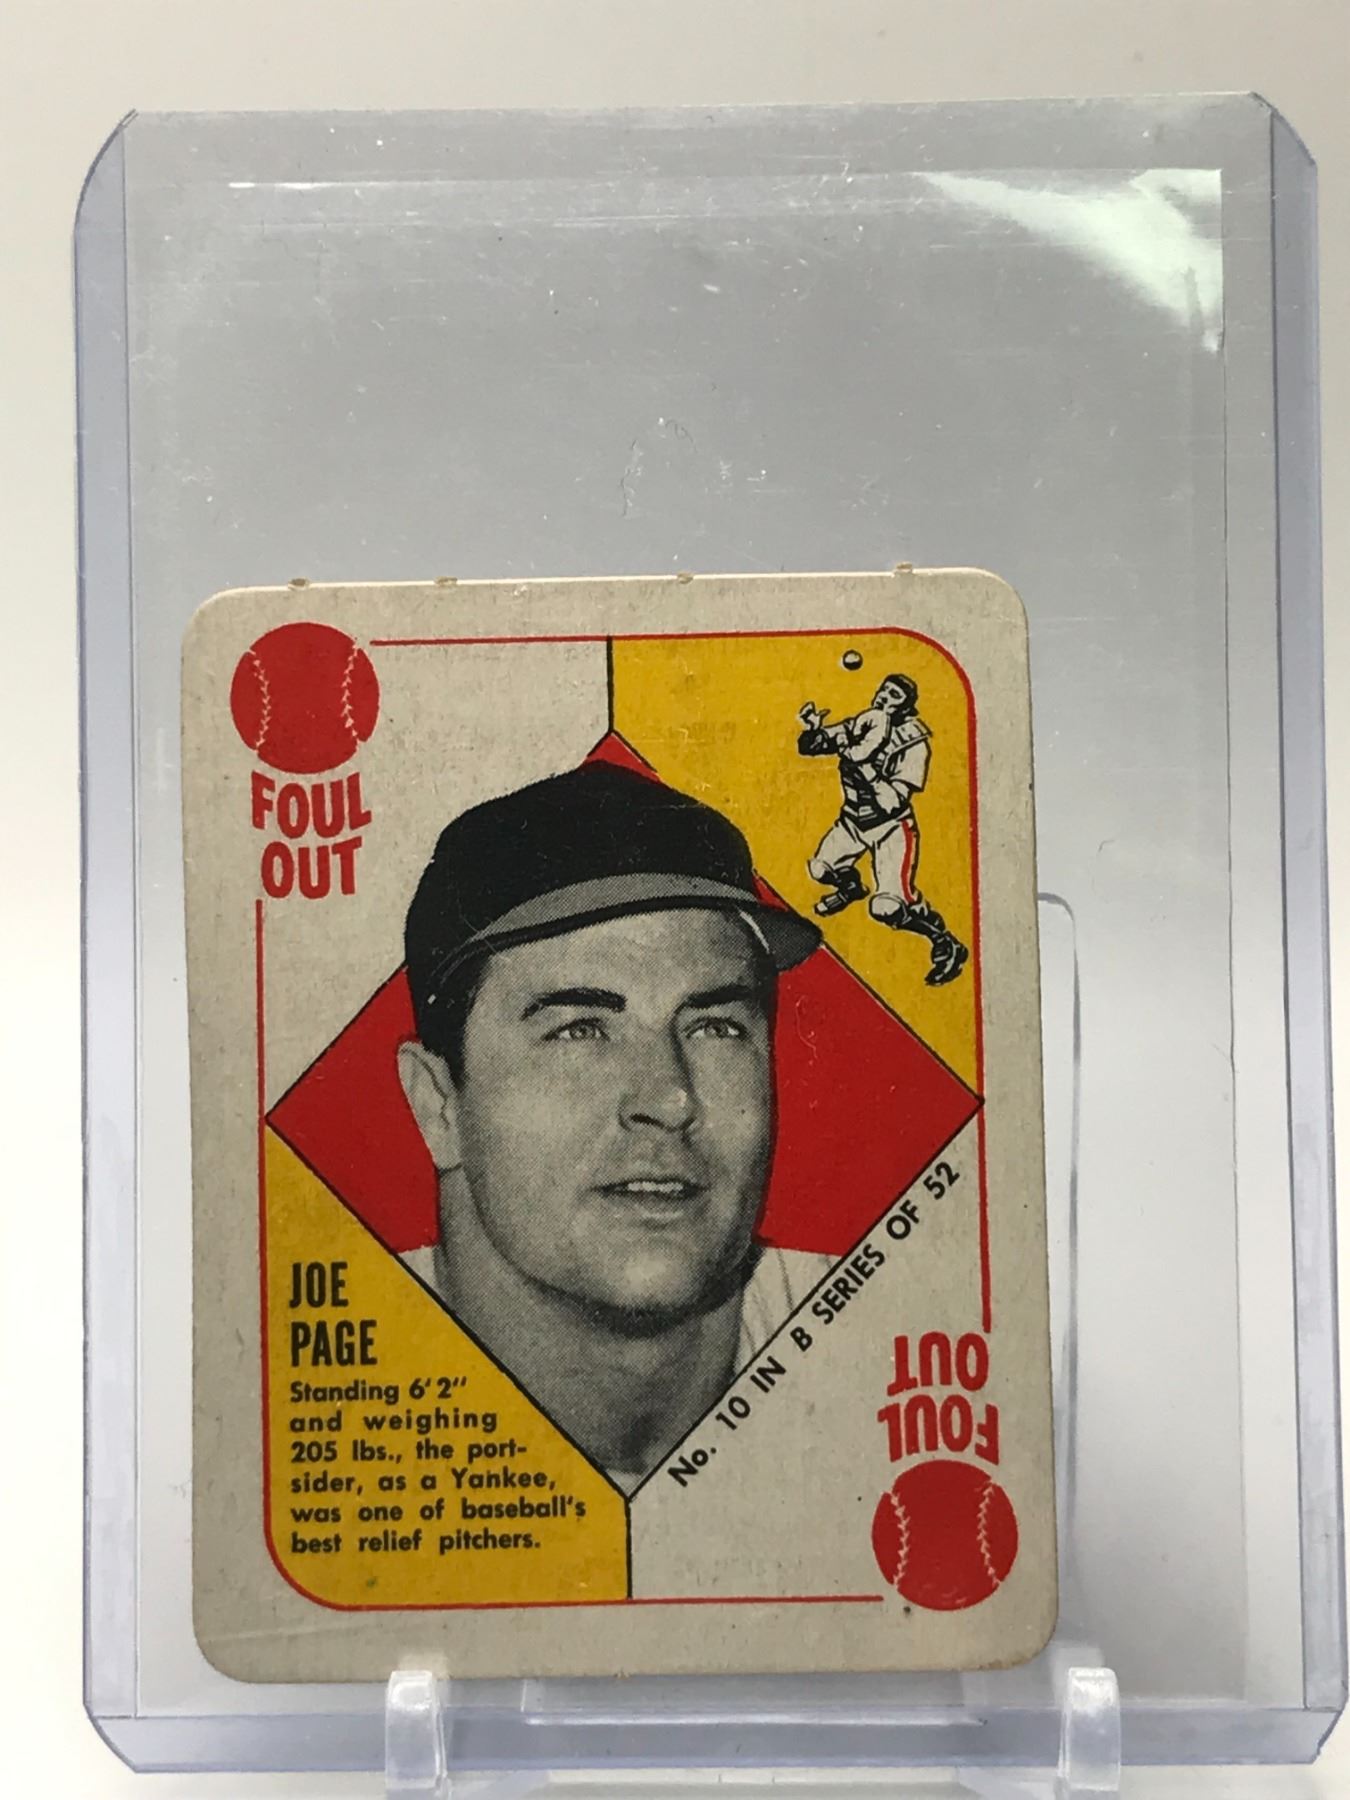 FOUL
OUT
JOE
PAGE
Standing 6'2"
and weighing
205 lbs., the port-
sider, as a Yankee,
was one of baseball's
best relief pitchers.
No. 10 IN B SERIES OF 52
FOUL
OUT